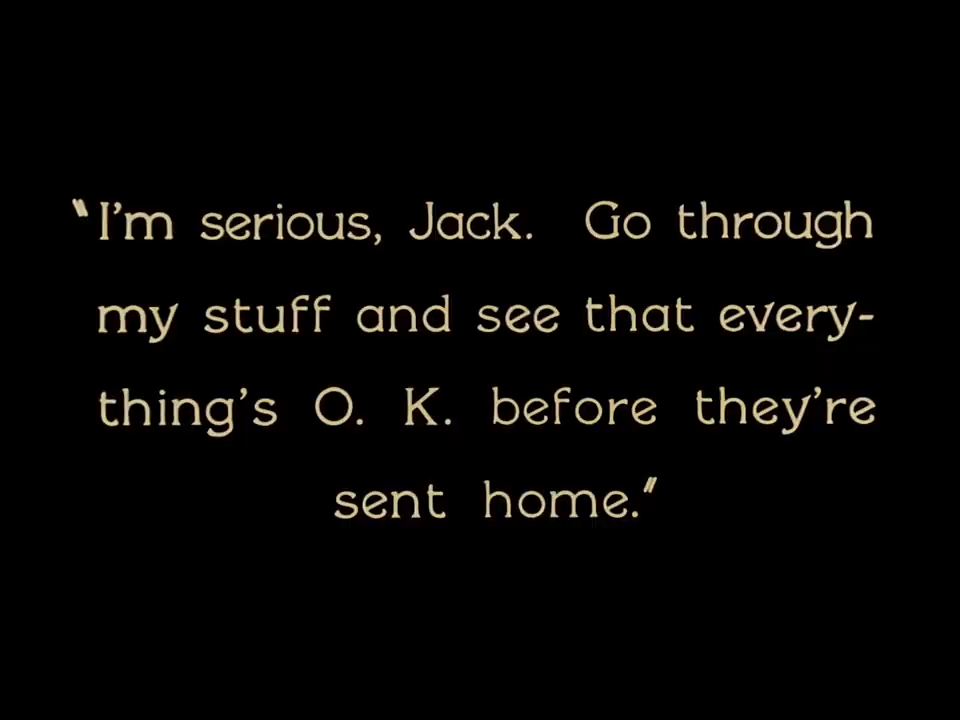 "I'm serious, Jack. Go through
my stuff and see that every-
thing's O. K. before they're
sent home."